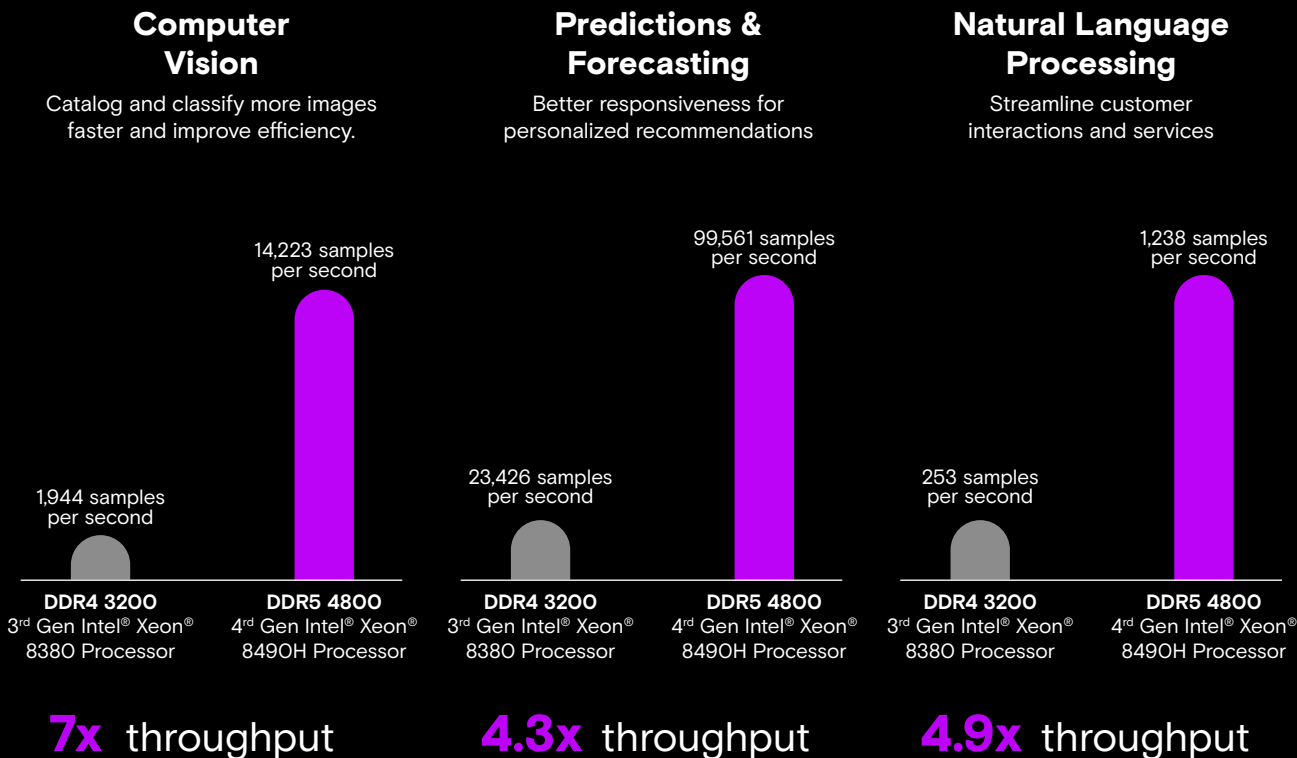 Computer
Vision
Catalog and classify more images
faster and improve efficiency.
14,223 samples
per second
1,944 samples
per second
DDR4 3200
3rd Gen Intel® Xeon®
8380 Processor
DDR5 4800
4rd Gen Intel® Xeon®
8490H Processor
7x throughput
Predictions &
Forecasting
Better responsiveness for
personalized recommendations
99,561 samples
per second
23,426 samples
per second
DDR4 3200
3rd Gen Intel® Xeon®
8380 Processor
DDR5 4800
4rd Gen Intel® Xeon®
8490H Processor
4.3x throughput
Natural Language
Processing
Streamline customer
interactions and services
1,238 samples
per second
253 samples
per second
DDR4 3200
3rd Gen Intel® Xeon®
8380 Processor
DDR5 4800
4rd Gen Intel® Xeon®
8490H Processor
4.9x throughput